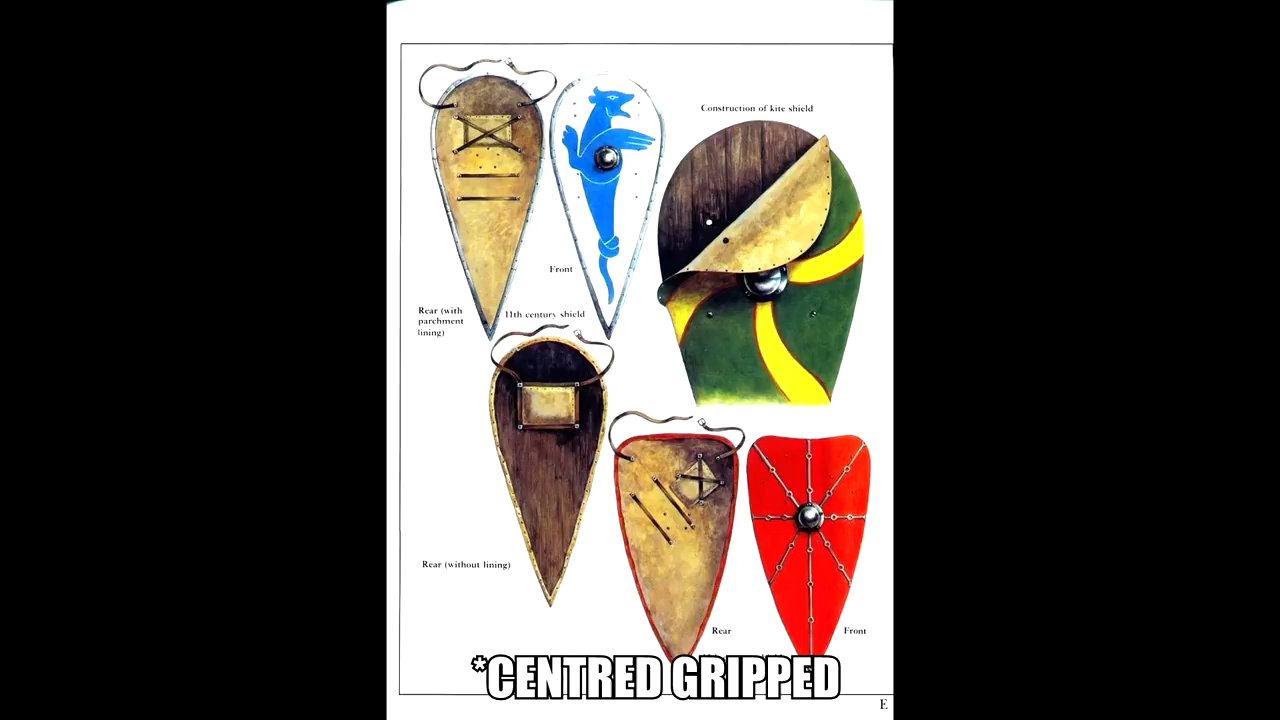 Construction of kite shield
Front
Rear (with
parchment
lining)
11th century shield
Rear (without lining)
Rear
Front
*CENTRED GRIPPED
E